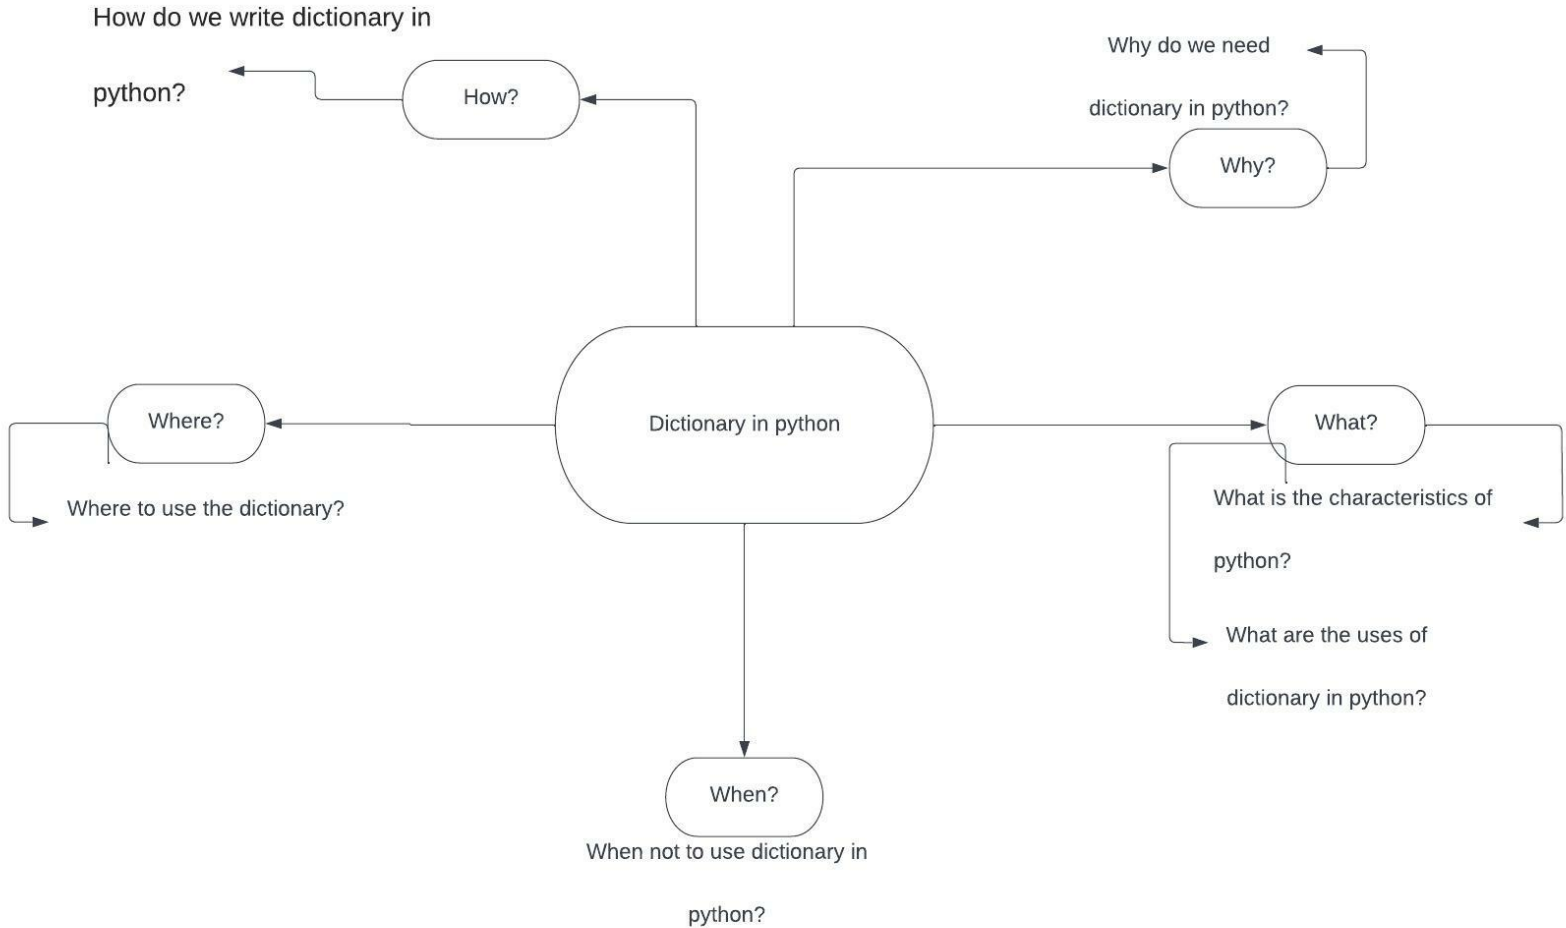 How do we write dictionary in
python?
How?
Why do we need
dictionary in python?
Why?
Where?
Where to use the dictionary?
Dictionary in python
What?
What is the characteristics of
python?
What are the uses of
dictionary in python?
When?
When not to use dictionary in
python?